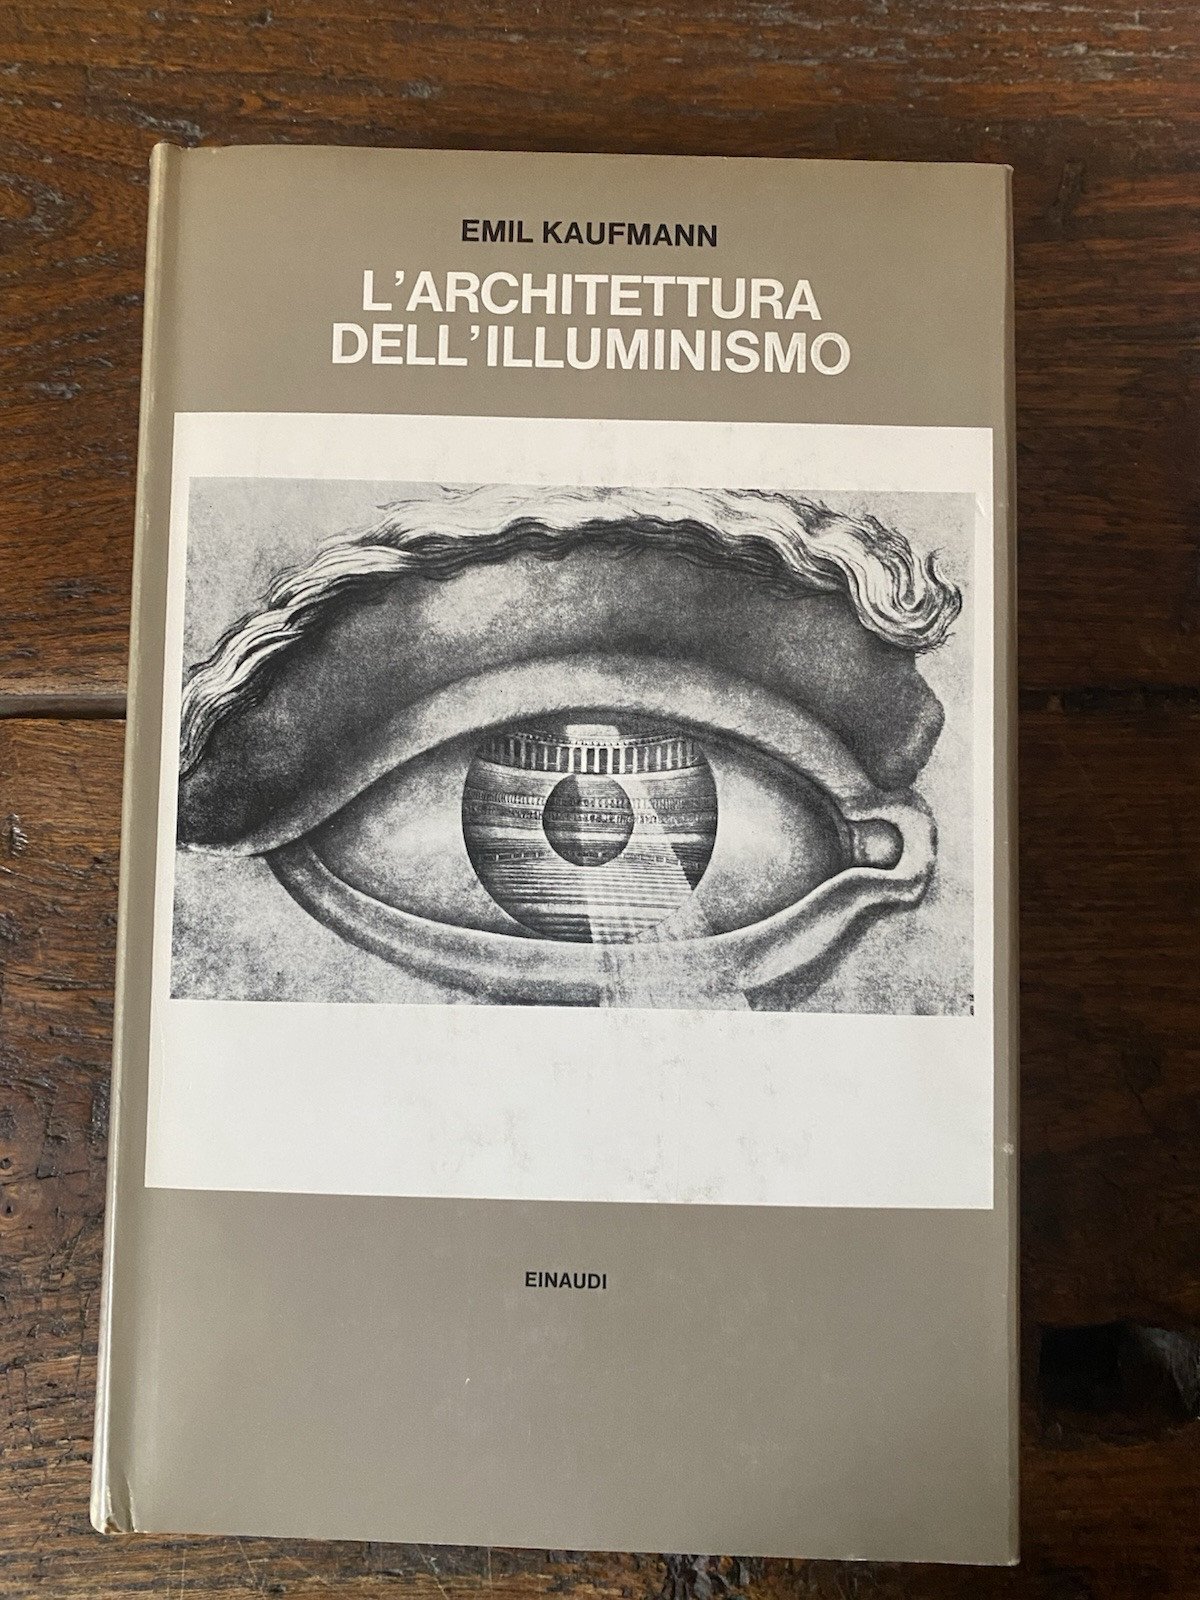 EMIL KAUFMANN
L'ARCHITETTURA
DELL'ILLUMINISMO
EINAUDI